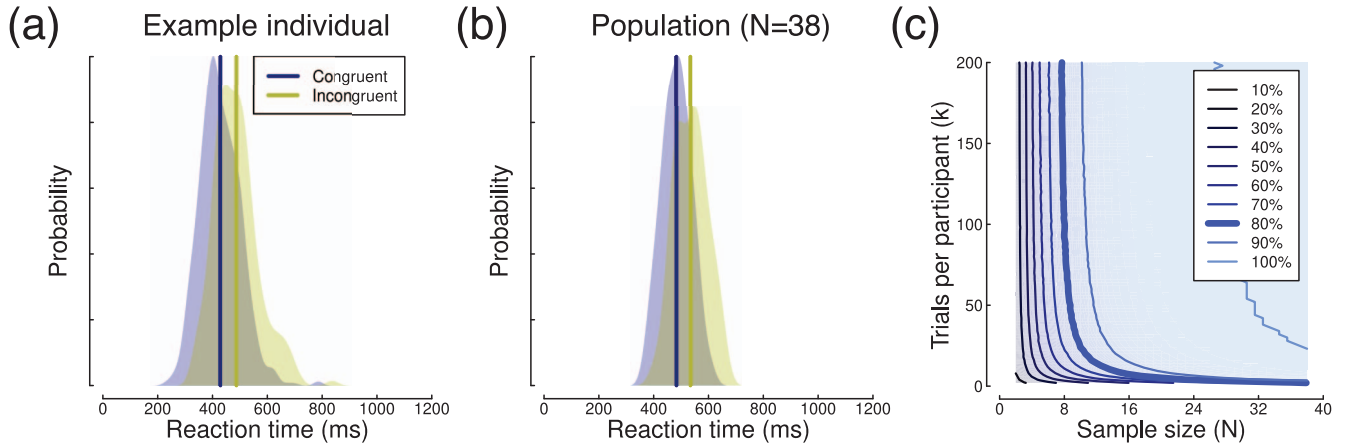 (a) Example individual
Congruent
Incongruent
Probability
0 200 400 600 800 1000 1200
Reaction time (ms)
(b) Population (N=38)
Probability
0 200 400 600 800 1000 1200
Reaction time (ms)
(c)
200
150
100
50
0
Trials per participant (k)
10%
20%
30%
40%
50%
60%
70%
80%
90%
100%
0 8 16 24 32 40
Sample size (N)